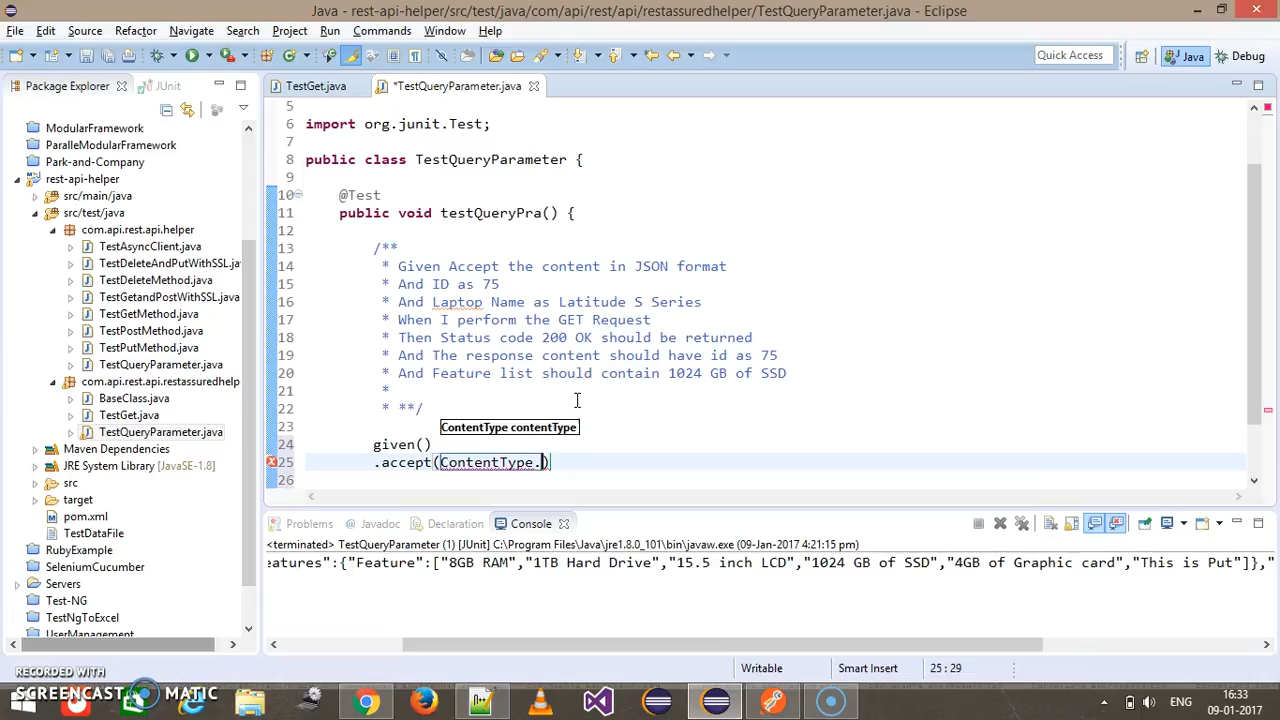 Java - rest-api-helper/src/test/java/com/api/rest/api/restassuredhelper/TestQueryParameter.java - Eclipse
File Edit Source Refactor Navigate Search Project Run Commands Window Help
Quick Access
Java
Debug
Package Explorer
JUnit
ModularFramework
ParalleModularFramework
Park-and-Company
rest-api-helper
src/main/java
src/test/java
com.api.rest.api.helper
TestAsyncClient.java
TestDeleteAndPutWithSSL.jav
TestDeleteMethod.java
TestGetandPostWithSSL.java
TestGetMethod.java
TestPostMethod.java
TestPutMethod.java
TestQueryParameter.java
com.api.rest.api.restassuredhelp
BaseClass.java
TestGet.java
TestQueryParameter.java
Maven Dependencies
JRE System Library [JavaSE-1.8]
src
target
pom.xml
TestDataFile
RubyExample
SeleniumCucumber
Servers
Test-NG
TestNgToExcel
UserManagement
TestGet.java
*TestQueryParameter.java
5
6 import org.junit.Test;
7
8 public class TestQueryParameter {
9
10 @Test
11 public void testQueryPra() {
12
13 /**
14 * Given Accept the content in JSON format
15 * And ID as 75
16 * And Laptop Name as Latitude S Series
17 * When I perform the GET Request
18 * Then Status code 200 OK should be returned
19 * And The response content should have id as 75
20 * And Feature list should contain 1024 GB of SSD
21 *
22 * **/
23
ContentType contentType
24 given()
25 .accept(ContentType.)
26
Problems Javadoc Declaration Console
<terminated> TestQueryParameter (1) [JUnit] C:\Program Files\Java\jre1.8.0_101\bin\javaw.exe (09-Jan-2017 4:21:15 pm)
eatures":{"Feature":["8GB RAM","1TB Hard Drive","15.5 inch LCD","1024 GB of SSD","4GB of Graphic card","This is Put"]},"
Writable
Smart Insert
25 : 29
RECORDED WITH
SCREENCAST MATIC
ENG
16:33
09-01-2017